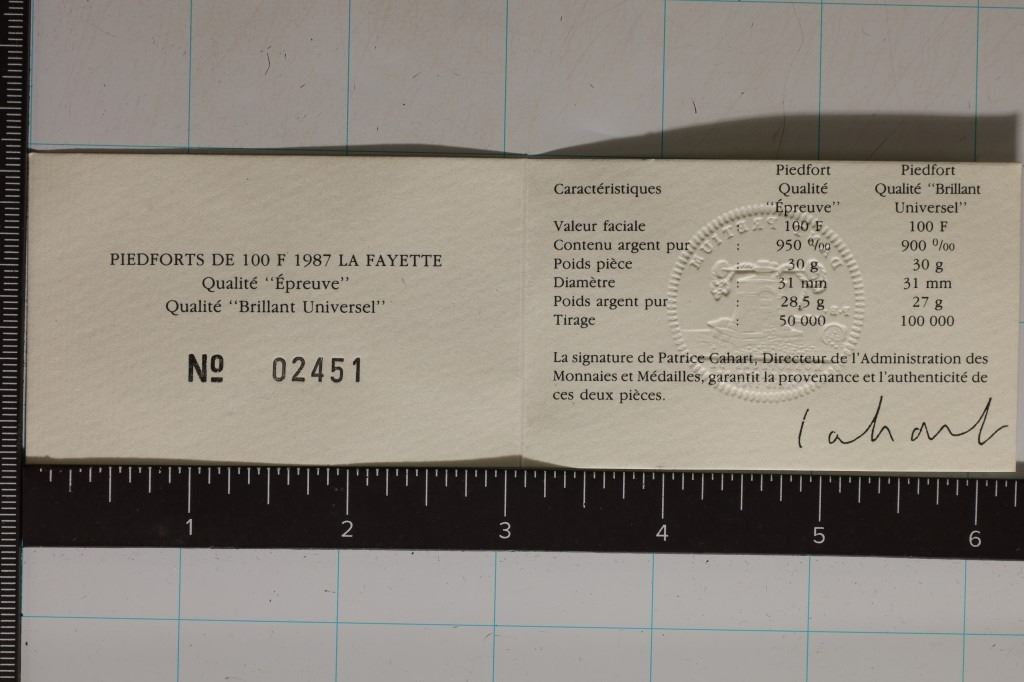 PIEDFORTS DE 100 F 1987 LA FAYETTE
Qualité "Épreuve"
Qualité "Brillant Universel"
Nº 02451
Piedfort Piedfort
Caractéristiques Qualité Qualité "Brillant
"Épreuve" Universel"
Valeur faciale : 100 F 100 F
Contenu argent pur : 950 ⁰/₀₀ 900 ⁰/₀₀
Poids pièce : 30 g 30 g
Diamètre : 31 mm 31 mm
Poids argent pur : 28,5 g 27 g
Tirage : 50 000 100 000
La signature de Patrice Cahart, Directeur de l'Administration des
Monnaies et Médailles, garantit la provenance et l'authenticité de
ces deux pièces.
Cahart
1 2 3 4 5 6